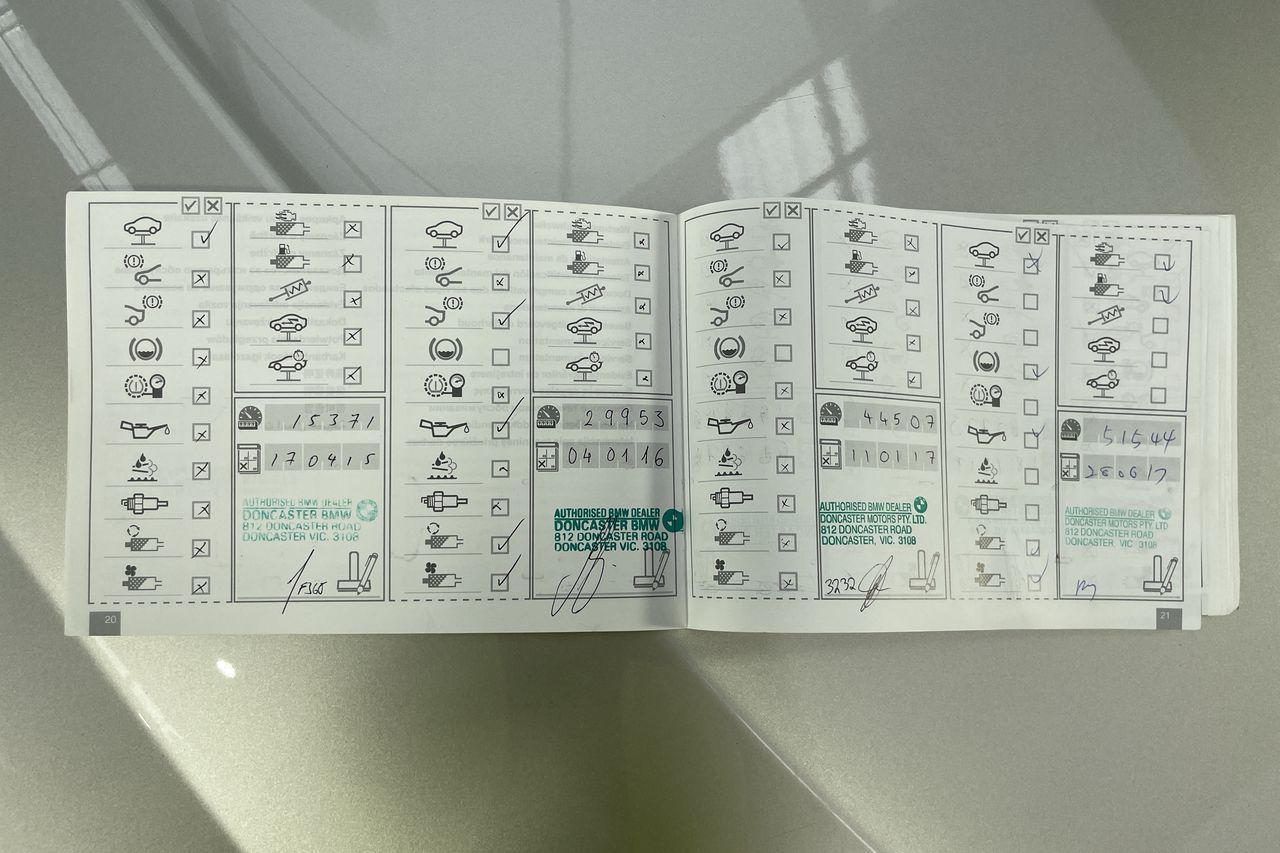 15371
170415
AUTHORISED BMW DEALER
DONCASTER BMW
812 DONCASTER ROAD
DONCASTER VIC. 3108
20
29953
040116
AUTHORISED BMW DEALER
DONCASTER BMW
812 DONCASTER ROAD
DONCASTER VIC. 3108
44507
110117
AUTHORISED BMW DEALER
DONCASTER MOTORS PTY. LTD.
812 DONCASTER ROAD
DONCASTER, VIC. 3108
3232
51544
280617
AUTHORISED BMW DEALER
DONCASTER MOTORS PTY. LTD
812 DONCASTER ROAD
DONCASTER, VIC 3108
21